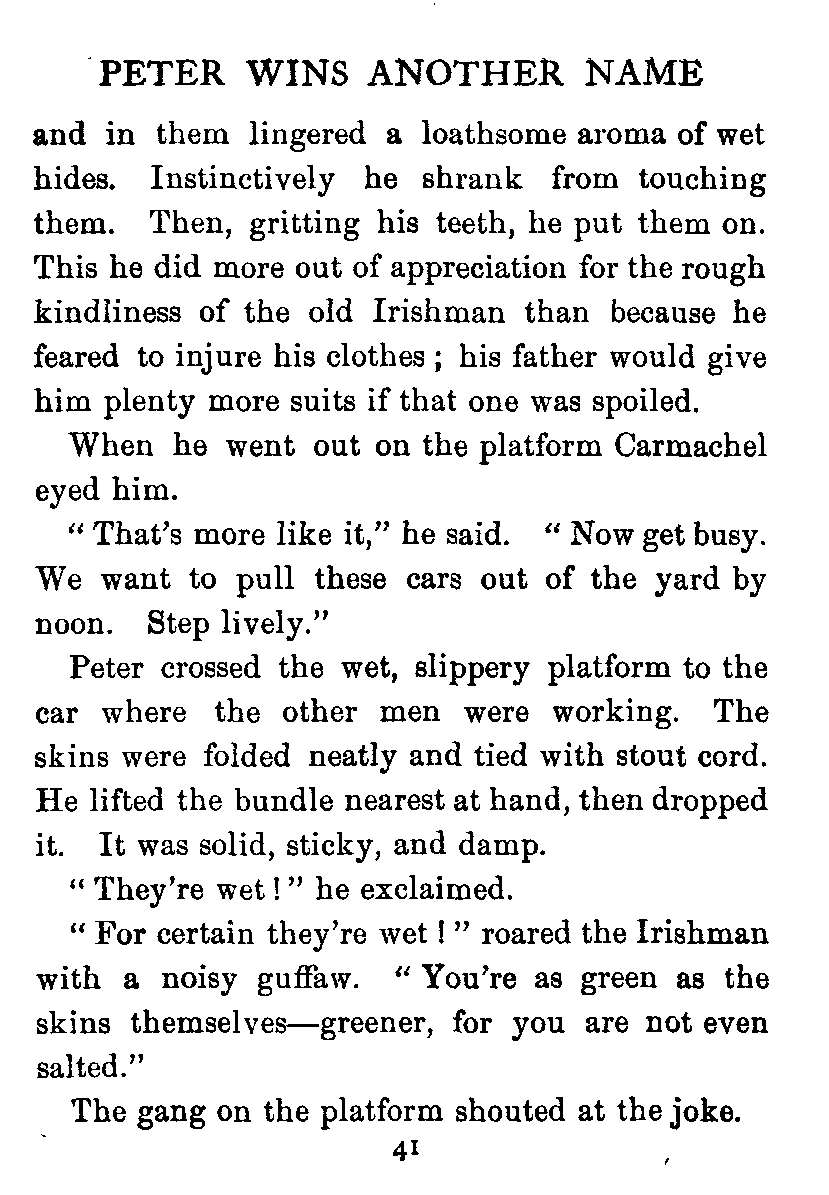 PETER WINS ANOTHER NAME
and in them lingered a loathsome aroma of wet
hides. Instinctively he shrank from touching
them. Then, gritting his teeth, he put them on.
This he did more out of appreciation for the rough
kindliness of the old Irishman than because he
feared to injure his clothes; his father would give
him plenty more suits if that one was spoiled.
When he went out on the platform Carmachel
eyed him.
“That’s more like it,” he said. “Now get busy.
We want to pull these cars out of the yard by
noon. Step lively.”
Peter crossed the wet, slippery platform to the
car where the other men were working. The
skins were folded neatly and tied with stout cord.
He lifted the bundle nearest at hand, then dropped
it. It was solid, sticky, and damp.
“They’re wet!” he exclaimed.
“For certain they’re wet!” roared the Irishman
with a noisy guffaw. “You’re as green as the
skins themselves—greener, for you are not even
salted.”
The gang on the platform shouted at the joke.
41